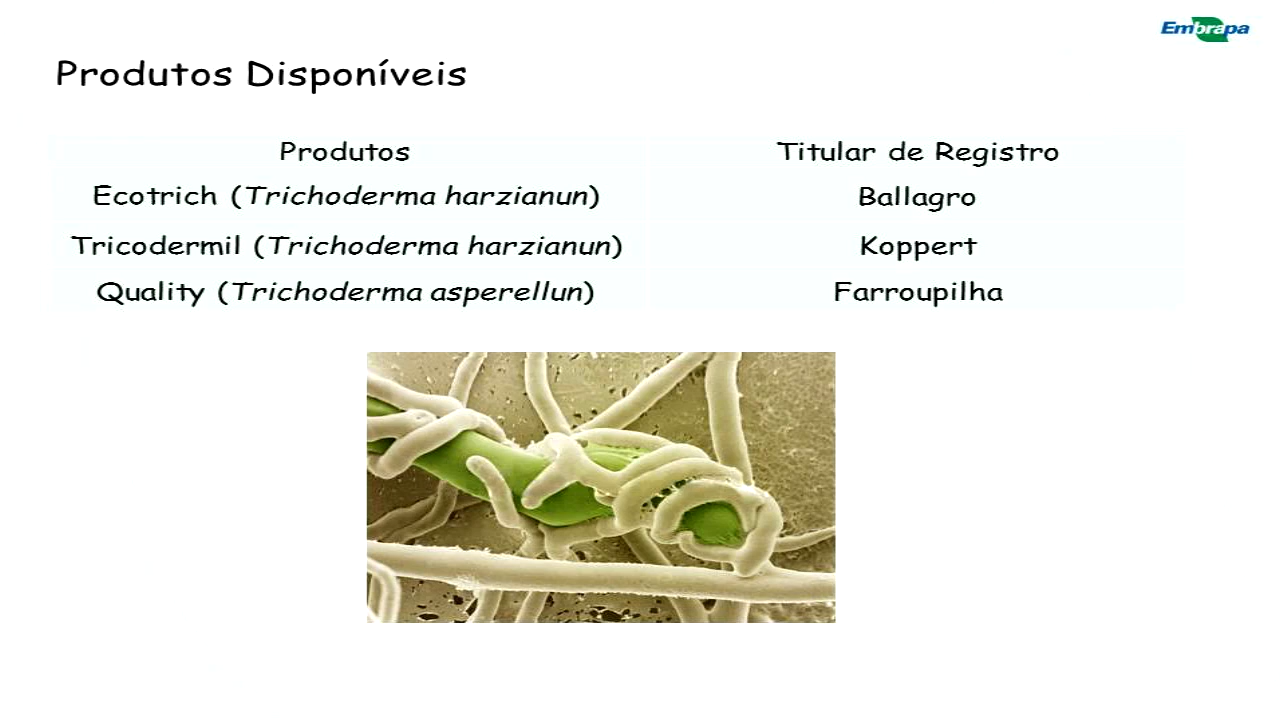 Embrapa
Produtos Disponíveis
Produtos Titular de Registro
Ecotrich (Trichoderma harzianun) Ballagro
Tricodermil (Trichoderma harzianun) Koppert
Quality (Trichoderma asperellun) Farroupilha